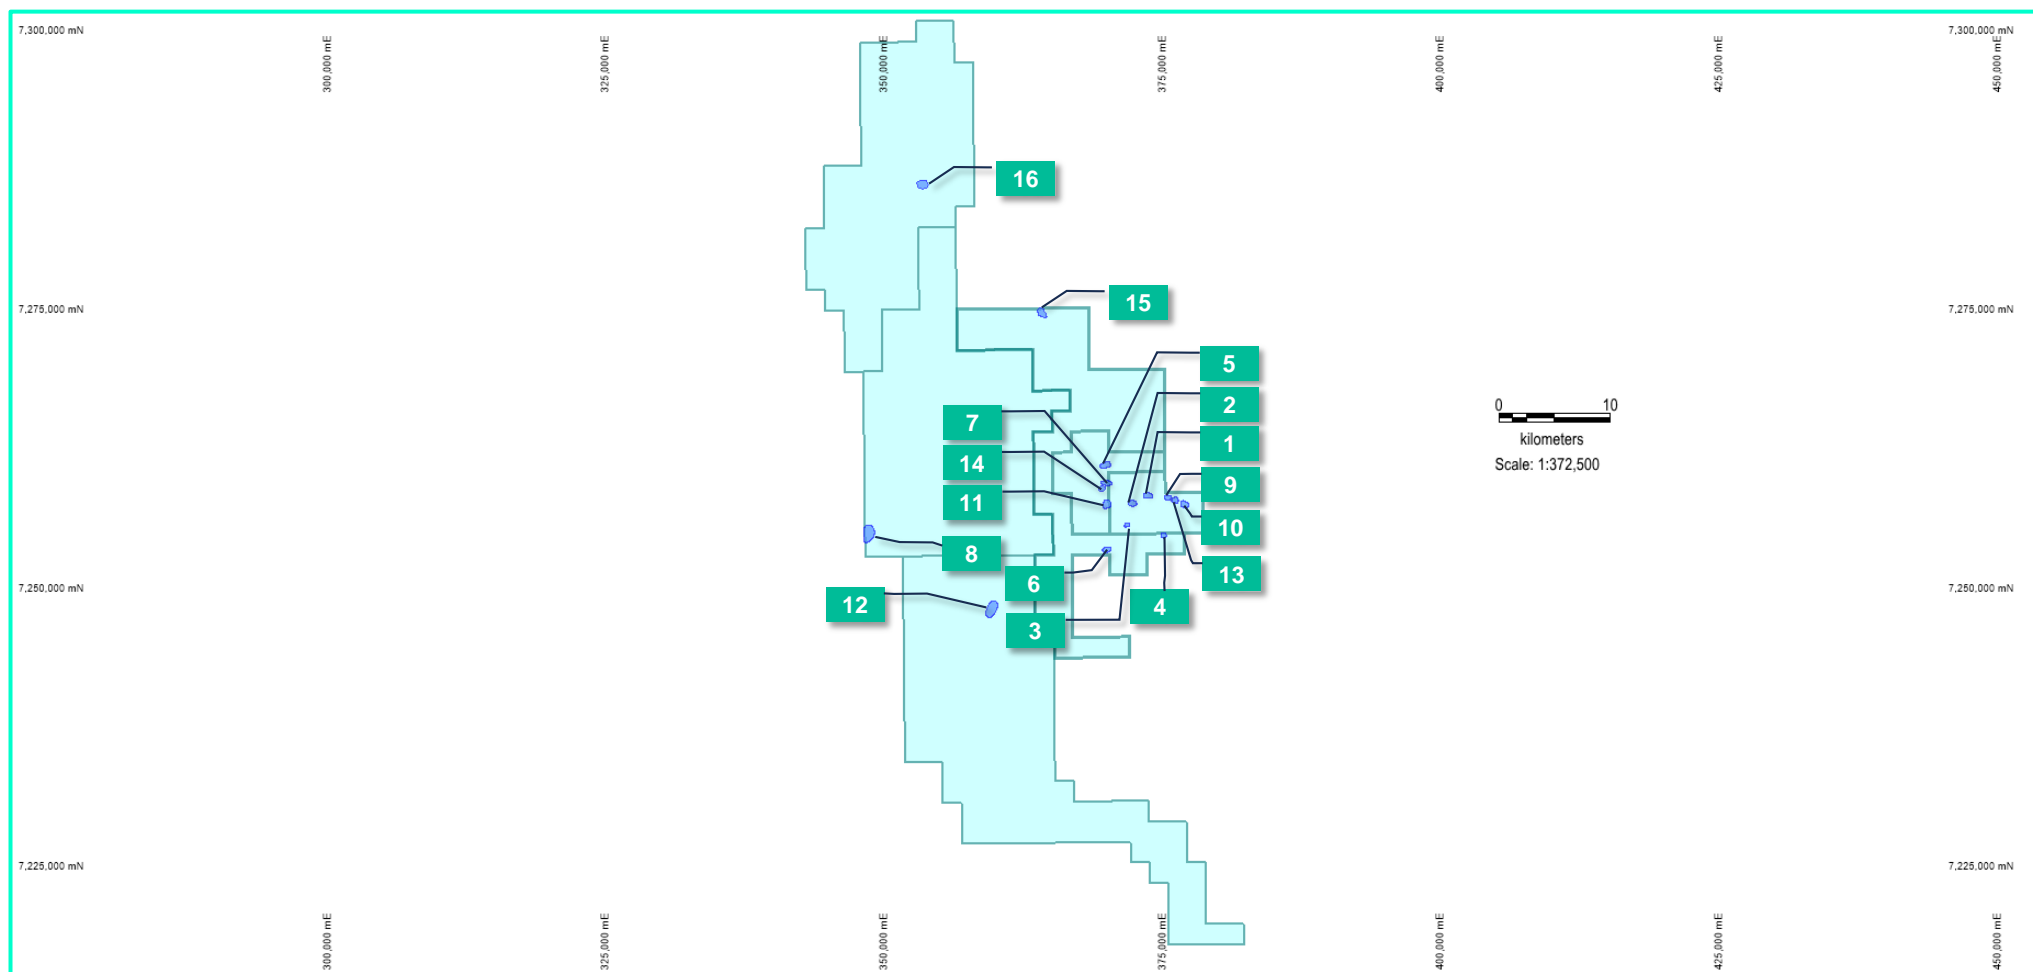 7,300,000 mN
7,300,000 mN
300,000 mE
325,000 mE
350,000 mE
375,000 mE
400,000 mE
425,000 mE
450,000 mE
16
7,275,000 mN
15
7,275,000 mN
5
2
7
1
14
9
11
10
8
13
6
4
12
3
0 10
kilometers
Scale: 1:372,500
7,250,000 mN
7,250,000 mN
7,225,000 mN
7,225,000 mN
300,000 mE
325,000 mE
350,000 mE
375,000 mE
400,000 mE
425,000 mE
450,000 mE